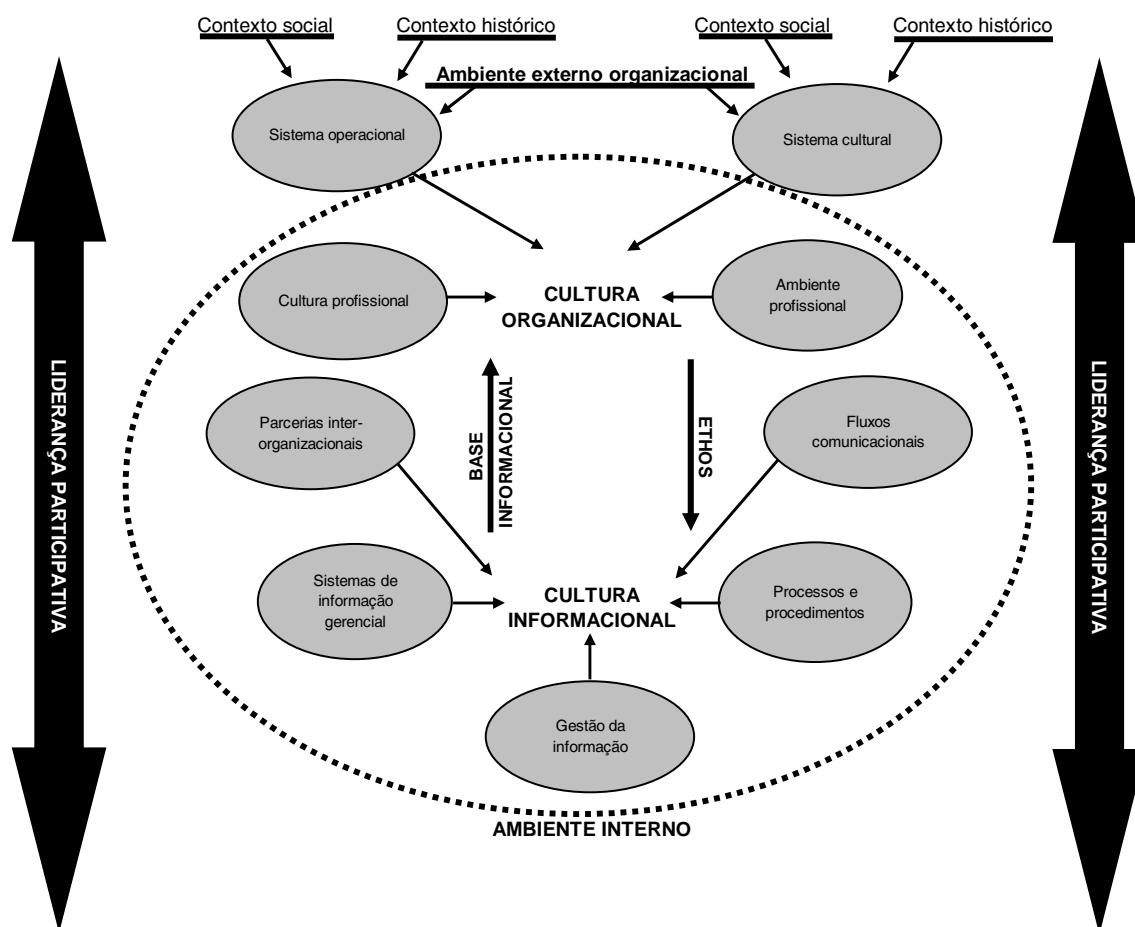 Contexto social
Contexto histórico
Contexto social
Contexto histórico
Ambiente externo organizacional
Sistema operacional
Sistema cultural
Cultura profissional
CULTURA
ORGANIZACIONAL
Ambiente
profissional
LIDERANÇA PARTICIPATIVA
LIDERANÇA PARTICIPATIVA
Parcerias inter-
organizacionais
BASE
INFORMACIONAL
ETHOS
Fluxos
comunicacionais
Sistemas de
informação
gerencial
CULTURA
INFORMACIONAL
Processos e
procedimentos
Gestão da
informação
AMBIENTE INTERNO